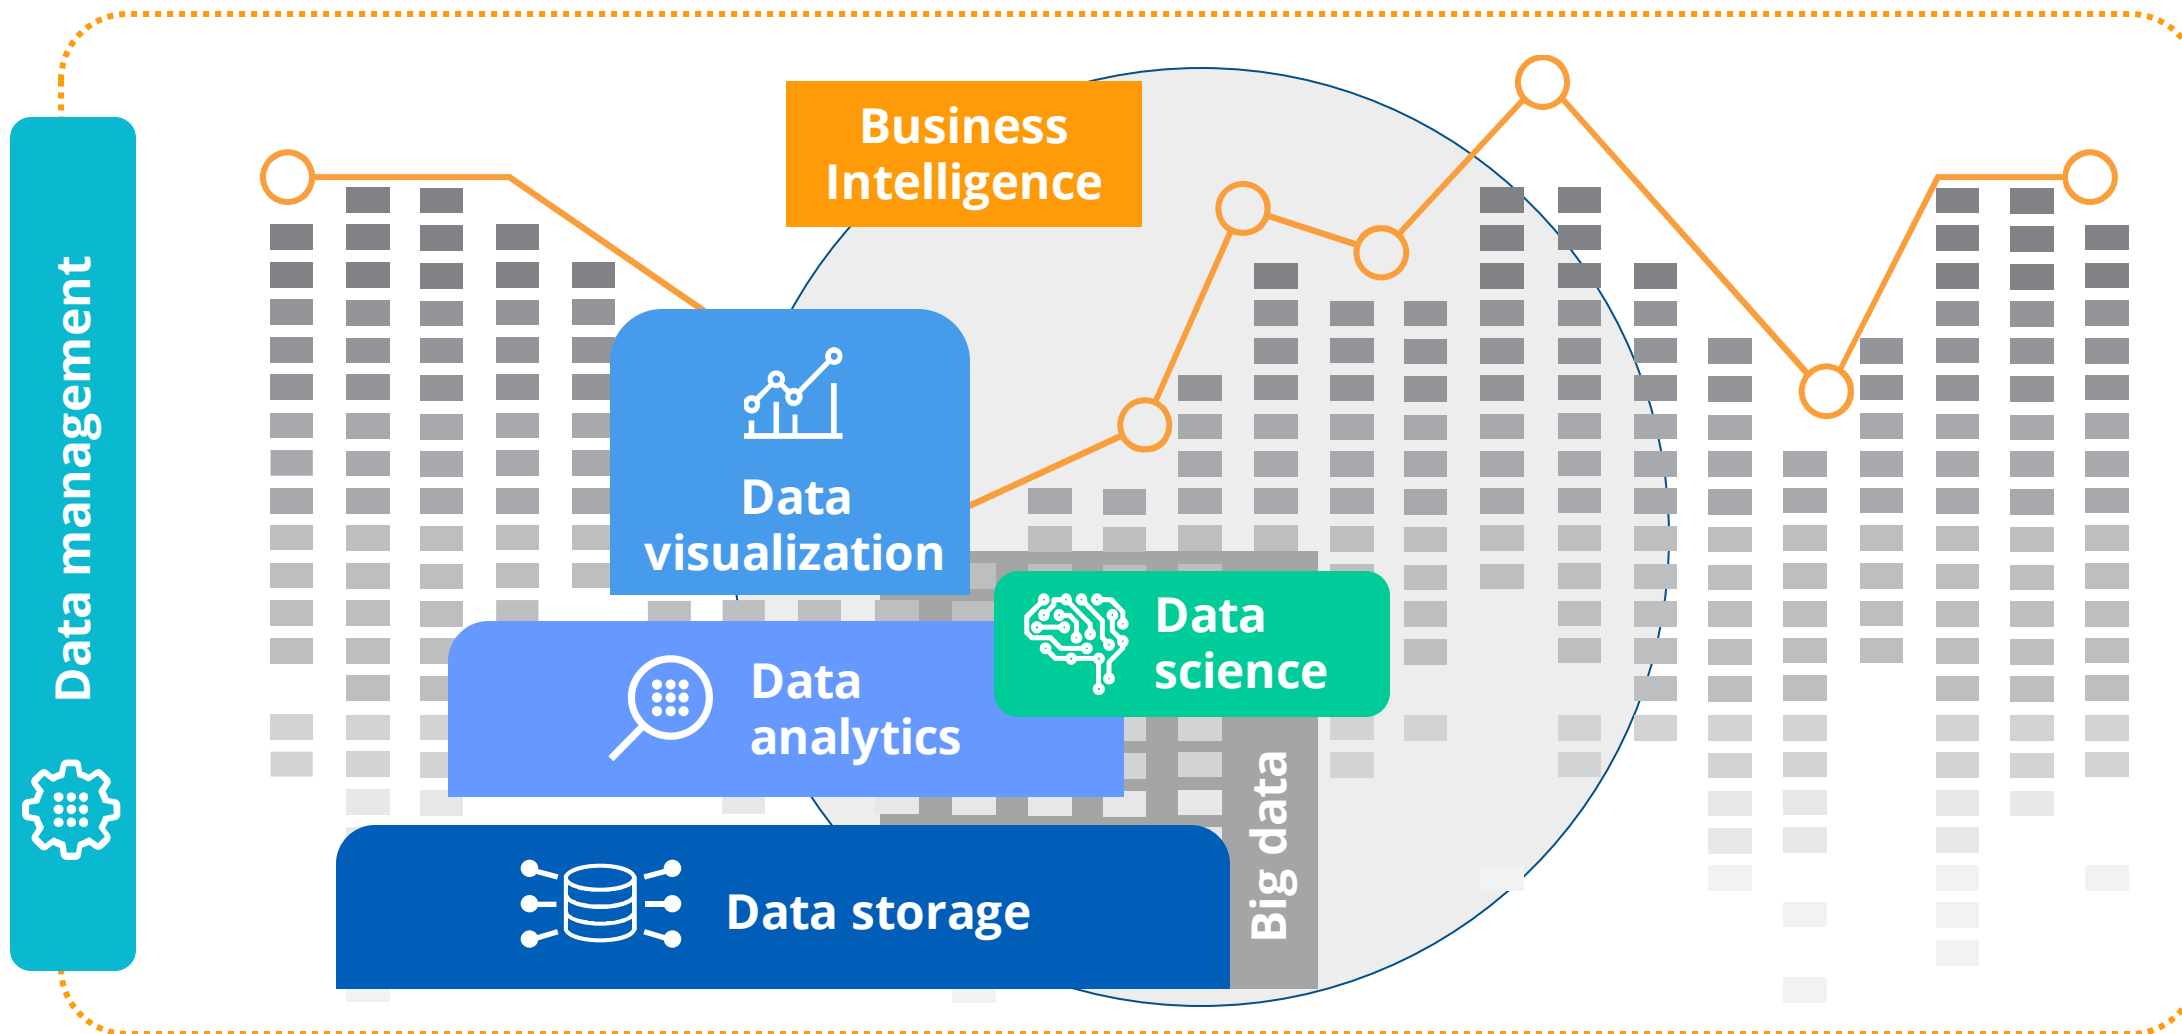 Business
Intelligence
Data management
Data
visualization
Data
science
Data
analytics
Big data
Data storage